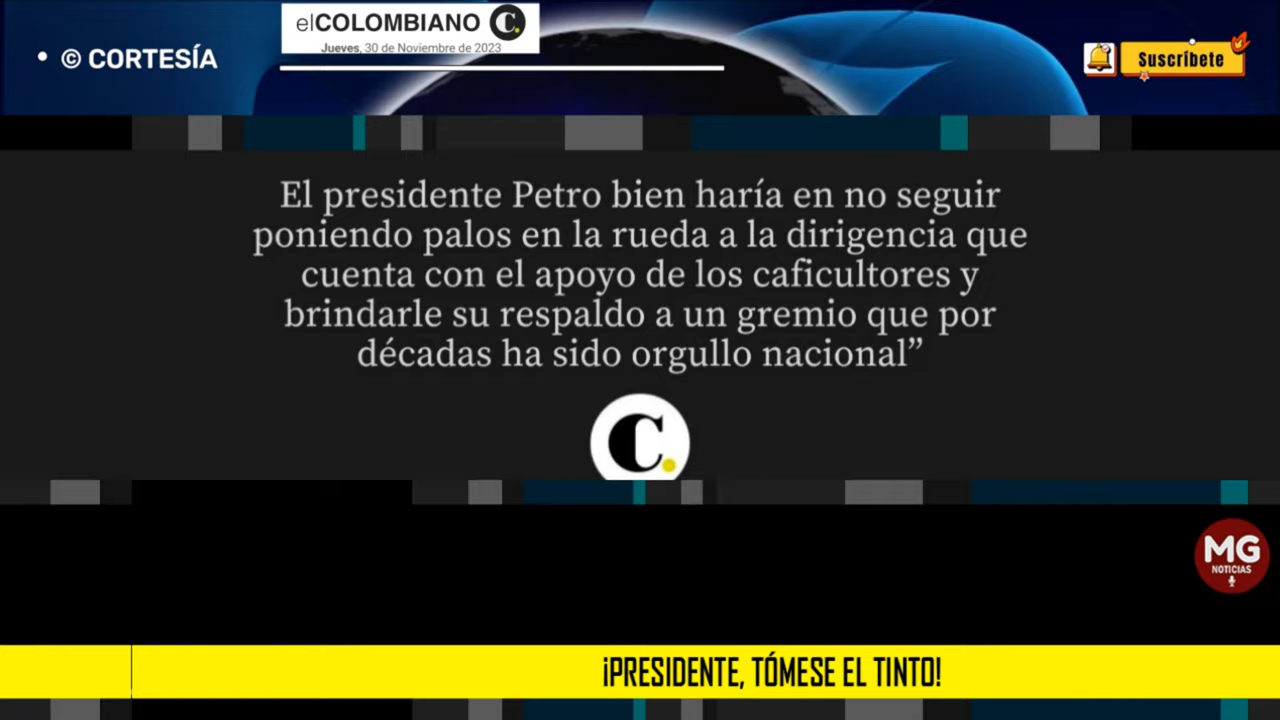 elCOLOMBIANO C.
Jueves, 30 de Noviembre de 2023
• © CORTESÍA
Suscríbete
El presidente Petro bien haría en no seguir
poniendo palos en la rueda a la dirigencia que
cuenta con el apoyo de los caficultores y
brindarle su respaldo a un gremio que por
décadas ha sido orgullo nacional”
C.
MG
NOTICIAS
¡PRESIDENTE, TÓMESE EL TINTO!